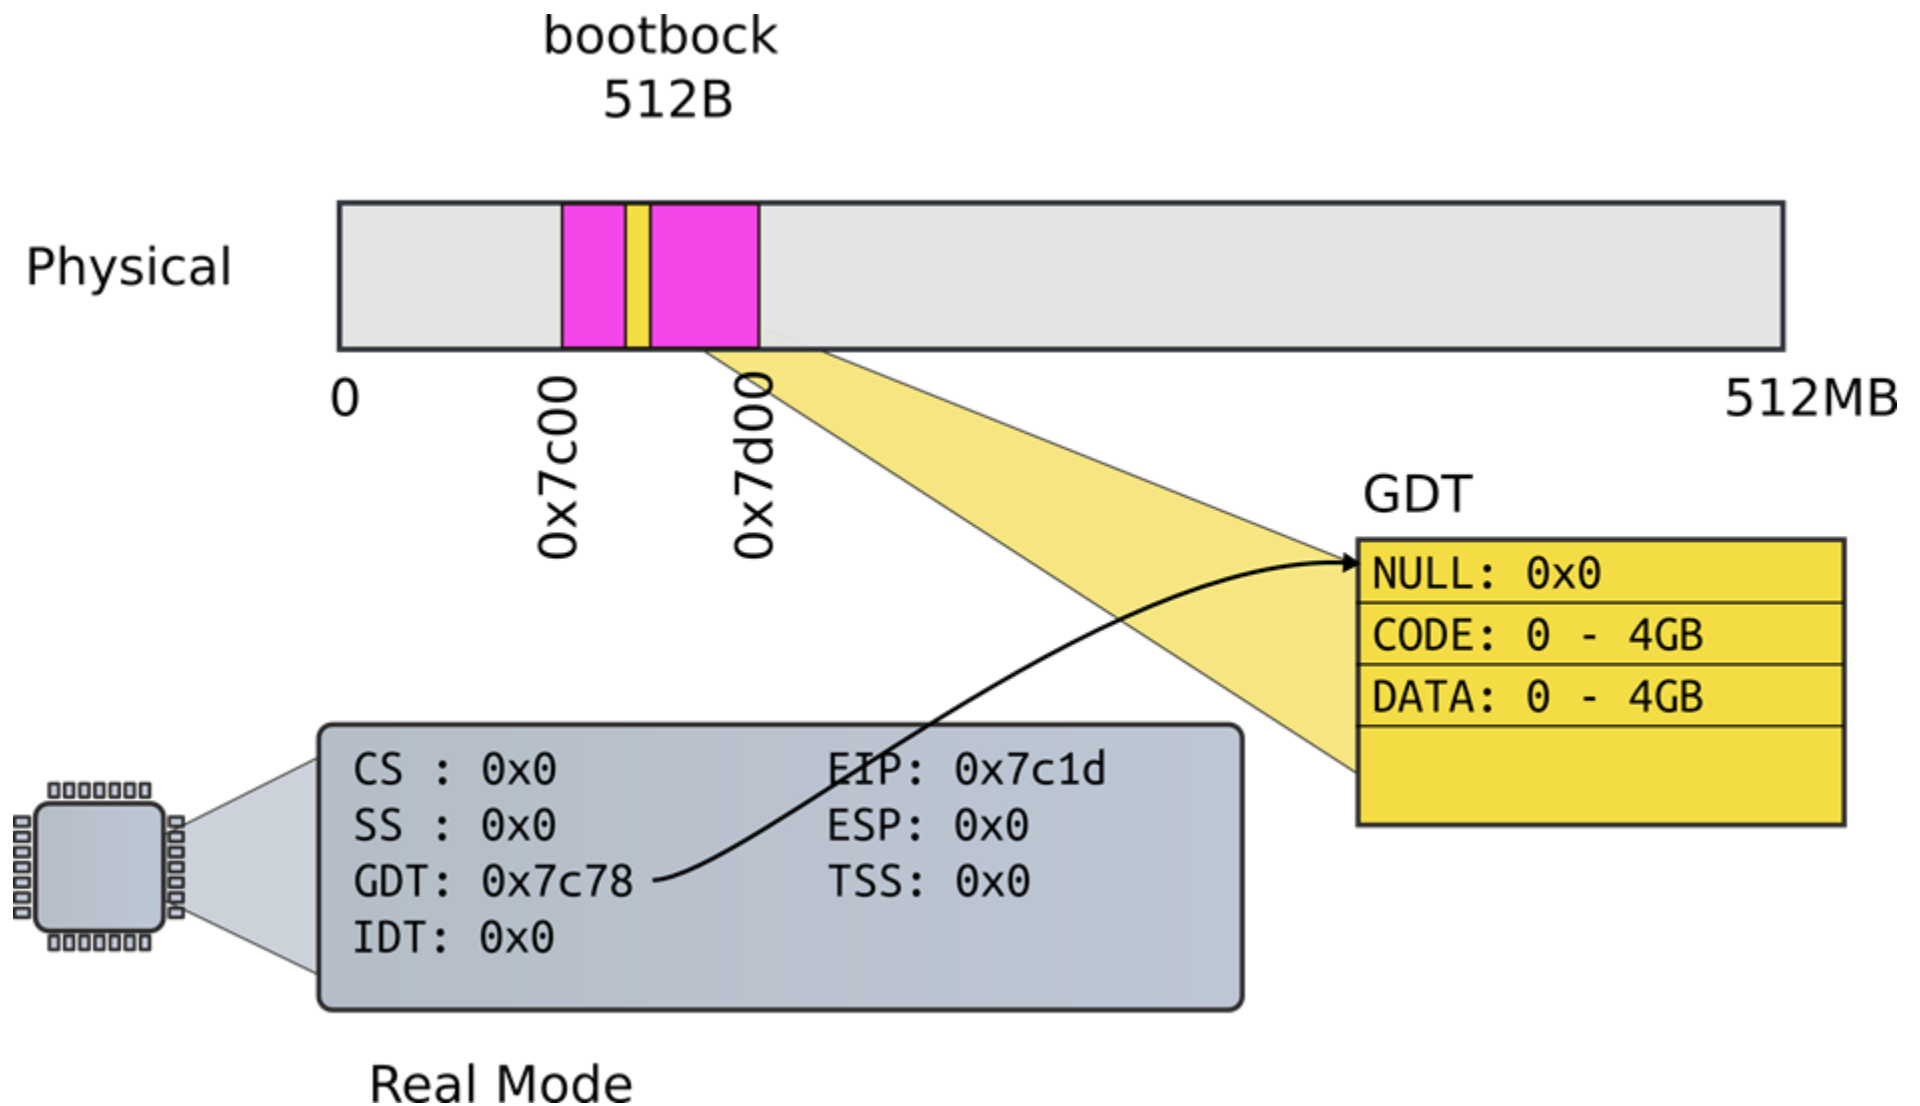 bootbock
512B
Physical
0
0x7c00
0x7d00
512MB
GDT
NULL: 0x0
CODE: 0 - 4GB
DATA: 0 - 4GB
CS : 0x0
SS : 0x0
GDT: 0x7c78
IDT: 0x0
EIP: 0x7c1d
ESP: 0x0
TSS: 0x0
Real Mode